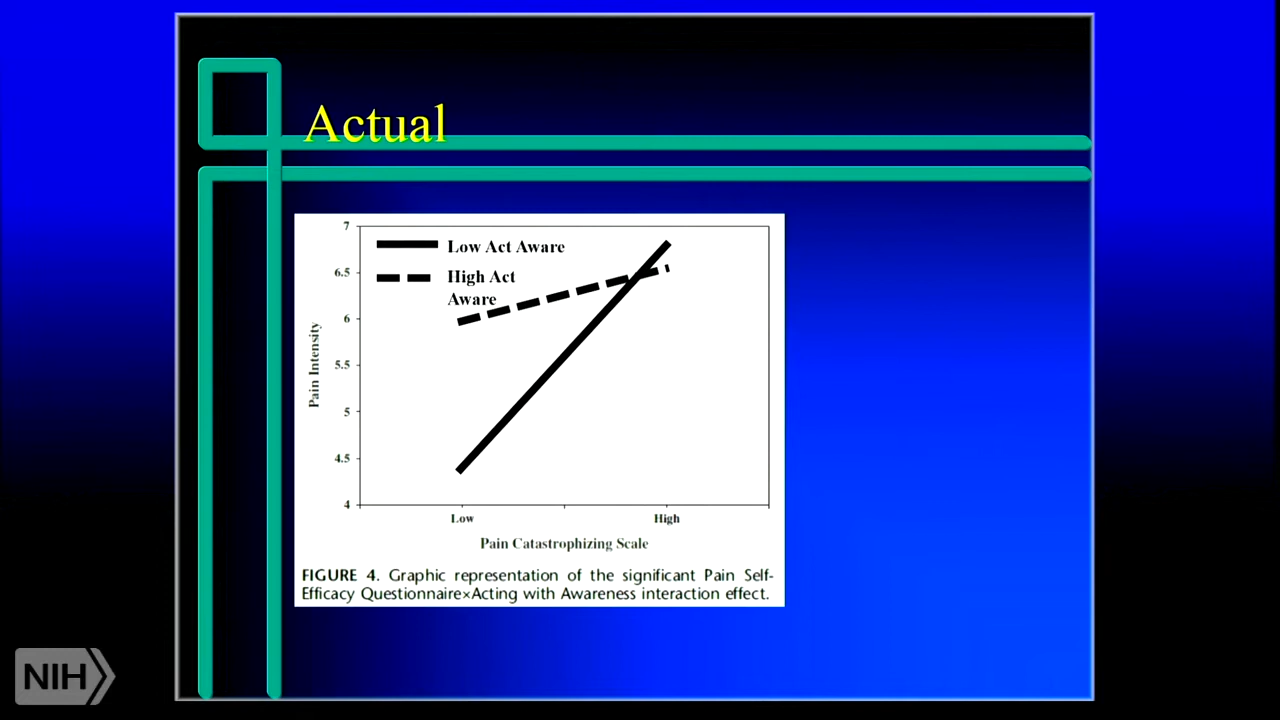 Actual
7
Low Act Aware
6.5
High Act
Aware
6
5.5
5
4.5
4
Pain Intensity
Low
High
Pain Catastrophizing Scale
FIGURE 4. Graphic representation of the significant Pain Self-
Efficacy Questionnaire×Acting with Awareness interaction effect.
NIH